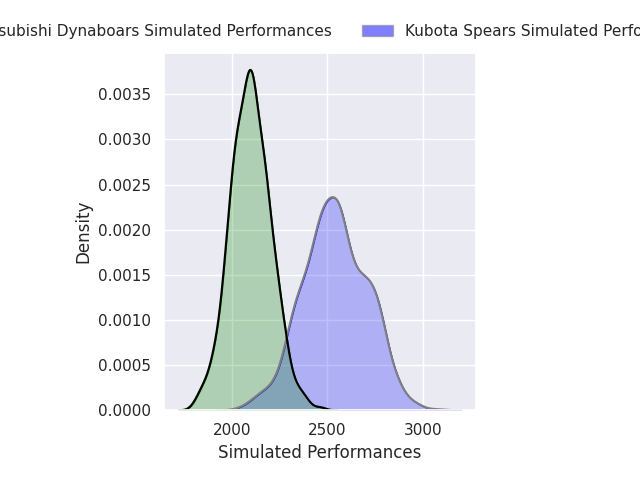 subishi Dynaboars Simulated Performances Kubota Spears Simulated Perfo
0.0035
0.0030
0.0025
0.0020
0.0015
0.0010
0.0005
0.0000
Density
2000 2500 3000
Simulated Performances